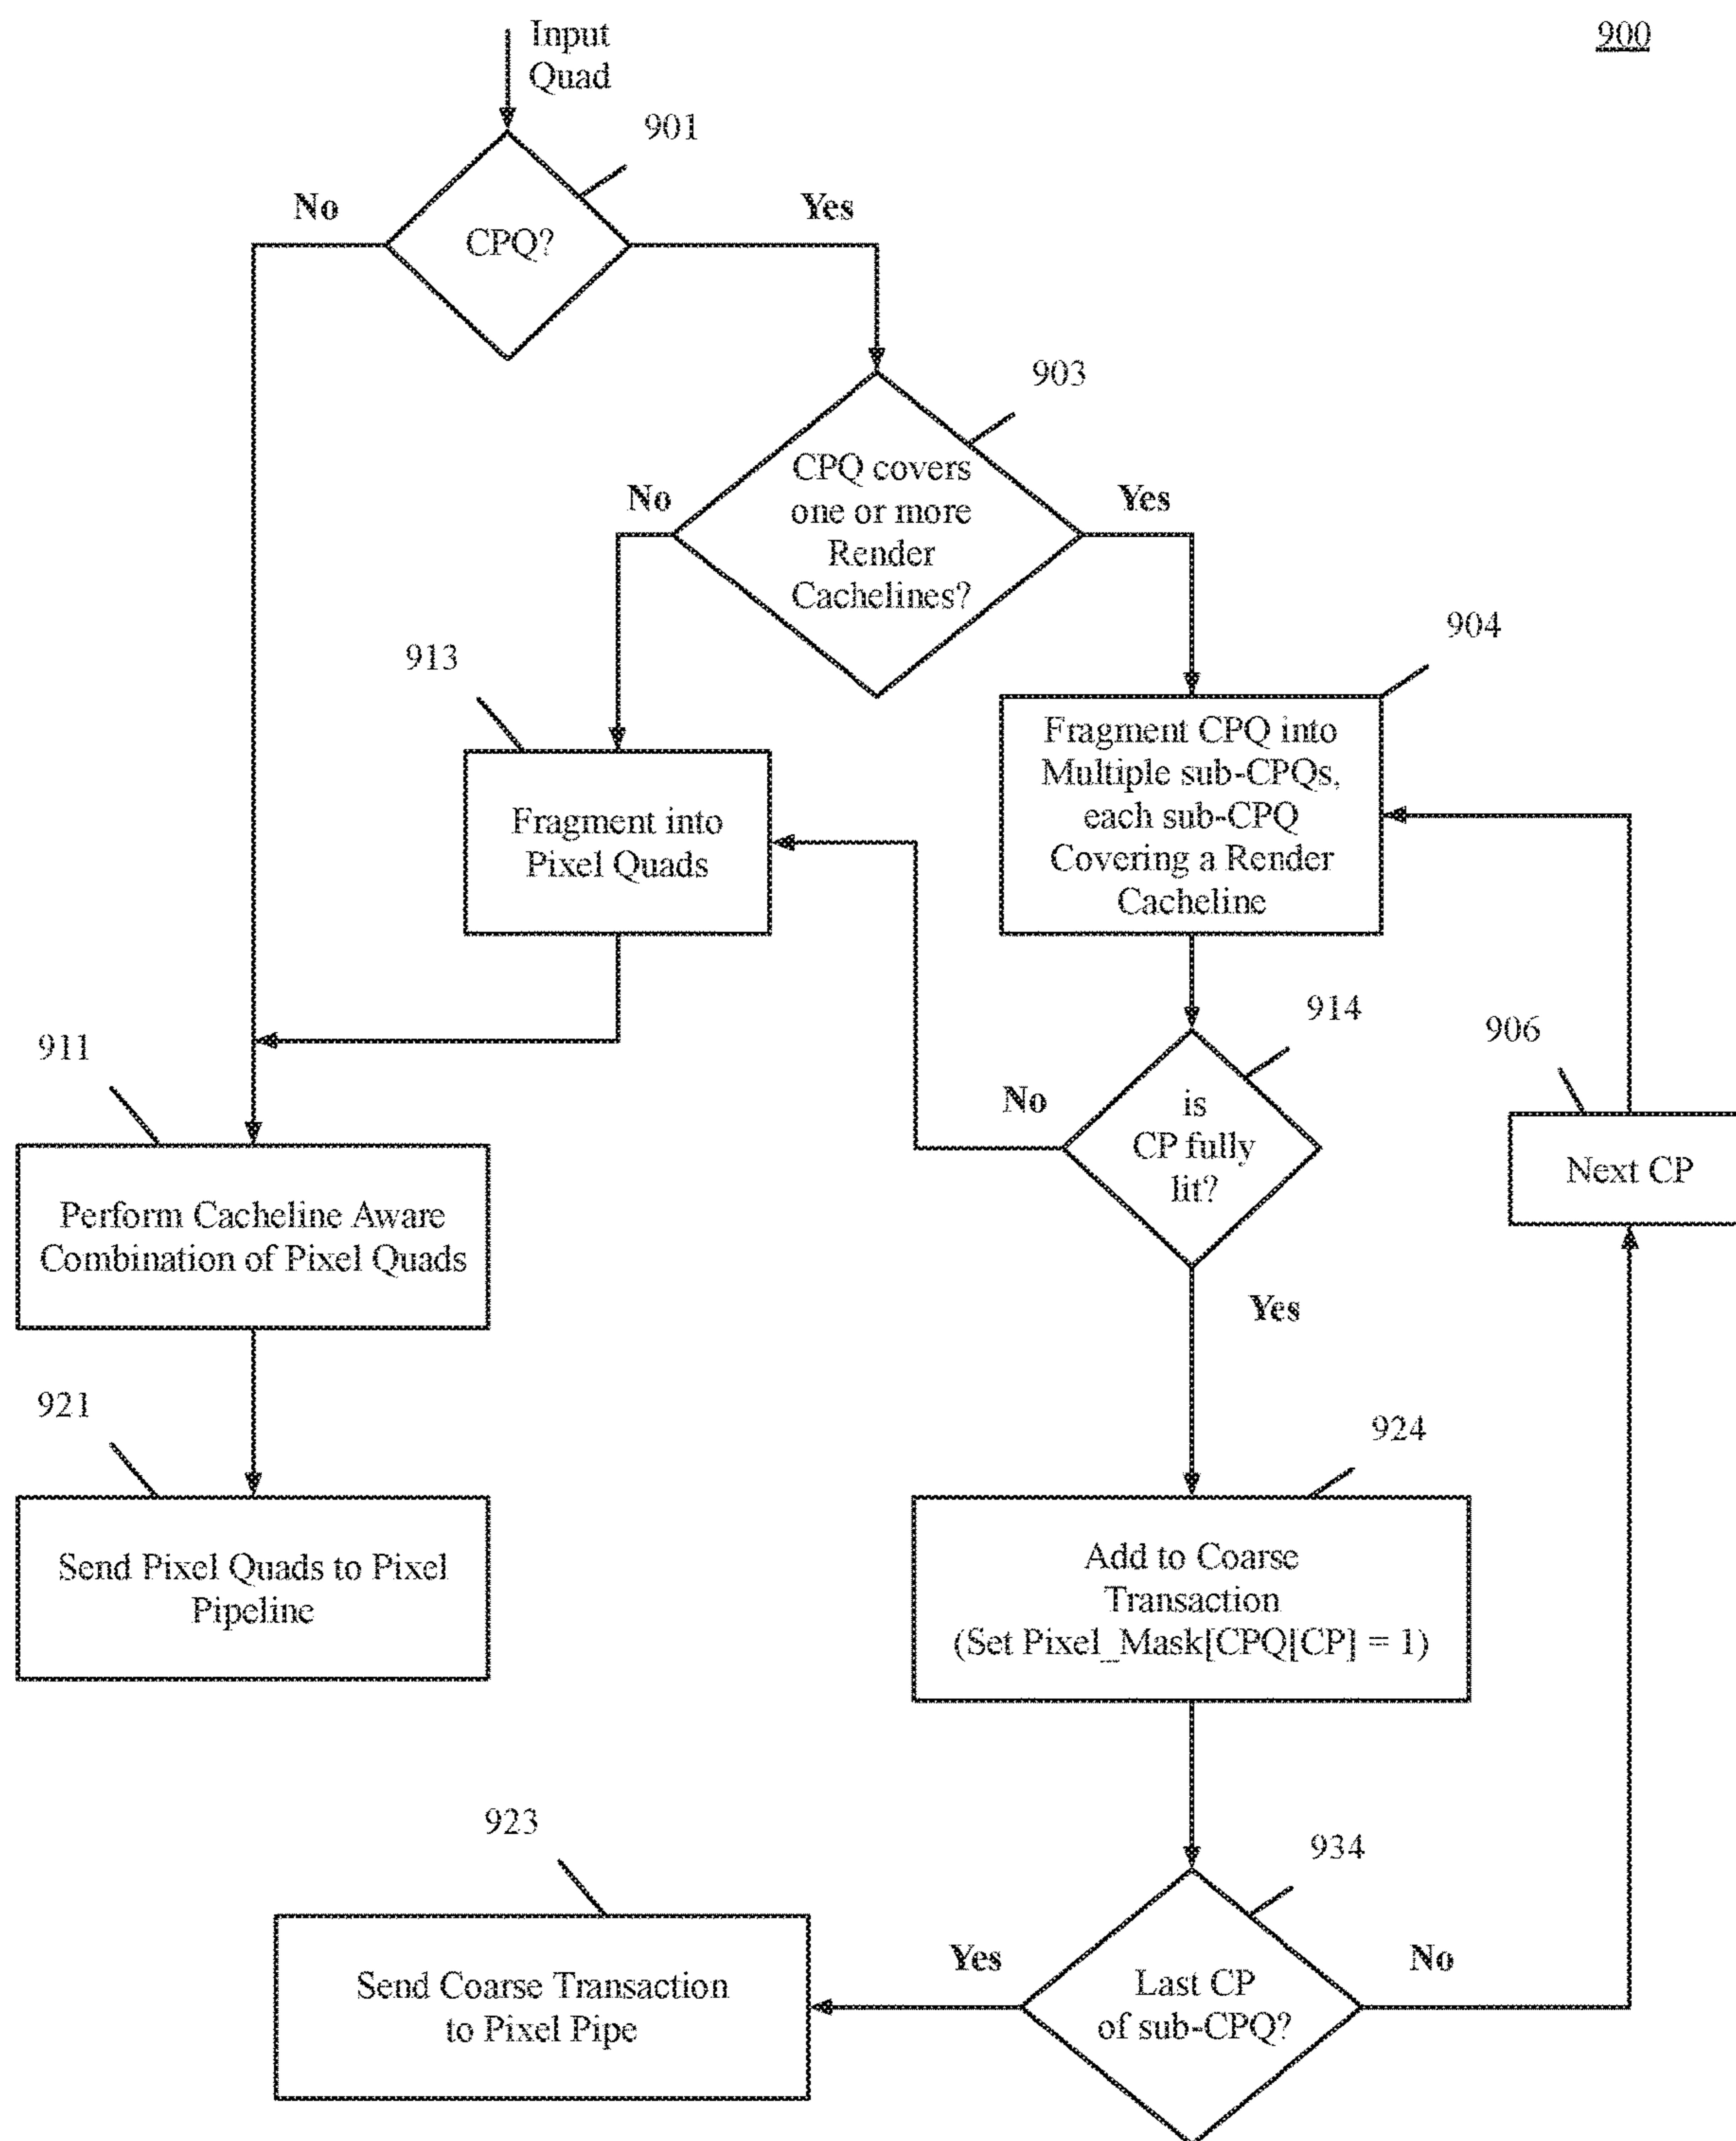 900
Input
Quad
901
No
Yes
CPQ?
903
CPQ covers
one or more
Render
Cachelines?
No
Yes
904
913
Fragment CPQ into
Multiple sub-CPQs,
each sub-CPQ
Covering a Render
Cacheline
Fragment into
Pixel Quads
914
906
911
is
CP fully
lit?
No
Yes
Next CP
Perform Cacheline Aware
Combination of Pixel Quads
921
924
Send Pixel Quads to Pixel
Pipeline
Add to Coarse
Transaction
(Set Pixel_Mask[CPQ[CP] = 1)
923
934
Yes
No
Send Coarse Transaction
to Pixel Pipe
Last CP
of sub-CPQ?